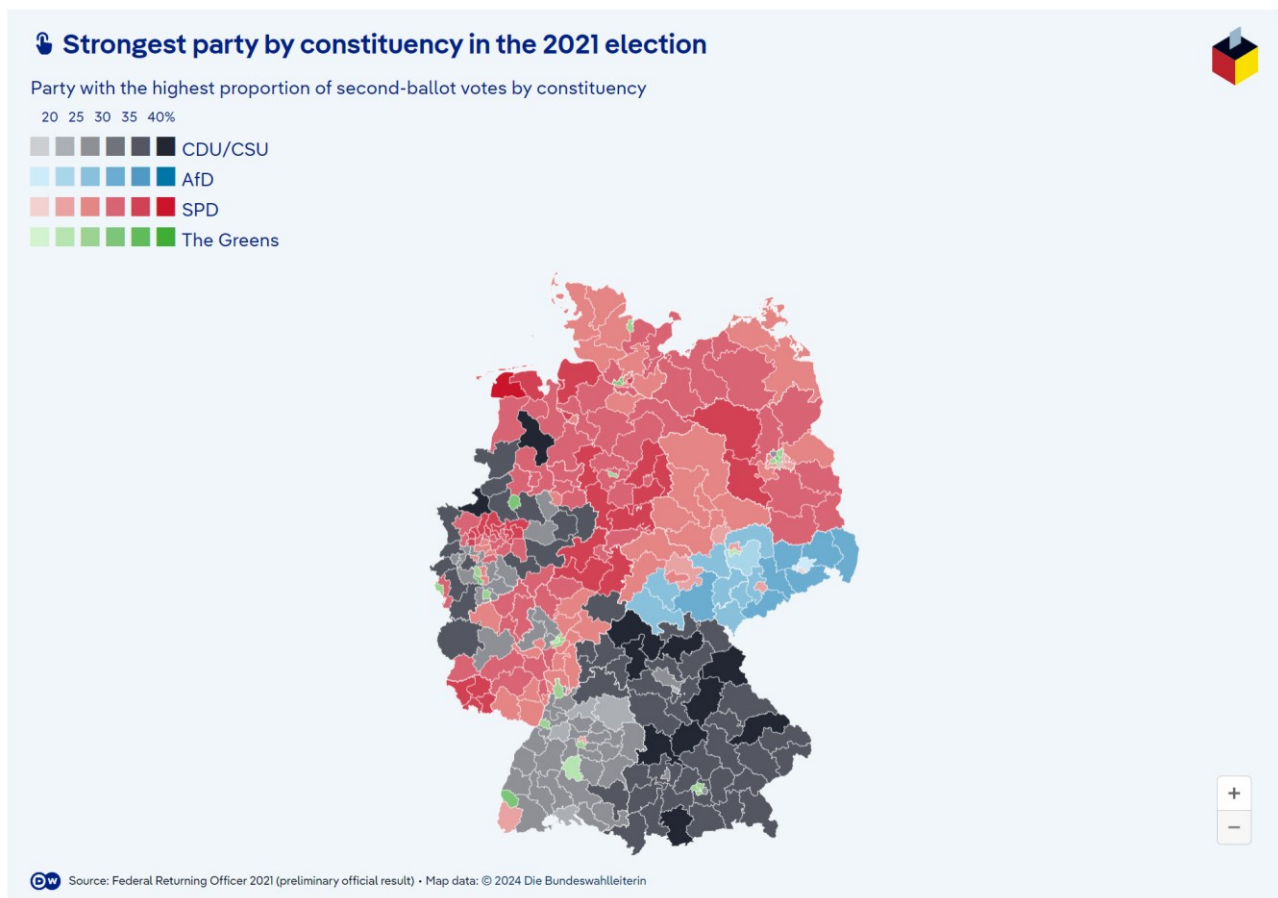 Strongest party by constituency in the 2021 election
Party with the highest proportion of second-ballot votes by constituency
20 25 30 35 40%
CDU/CSU
AfD
SPD
The Greens
+
−
DW Source: Federal Returning Officer 2021 (preliminary official result) • Map data: © 2024 Die Bundeswahlleiterin